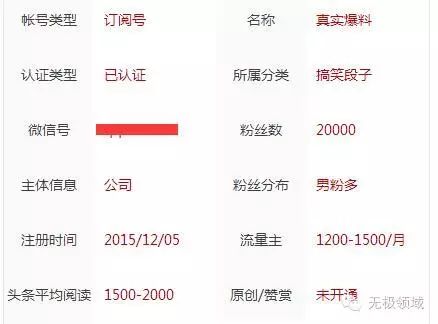 帐号类型 订阅号 名称 真实爆料
认证类型 已认证 所属分类 搞笑段子
微信号 粉丝数 20000
主体信息 公司 粉丝分布 男粉多
注册时间 2015/12/05 流量主 1200-1500/月
头条平均阅读 1500-2000 原创/赞赏 未开通
无极领域